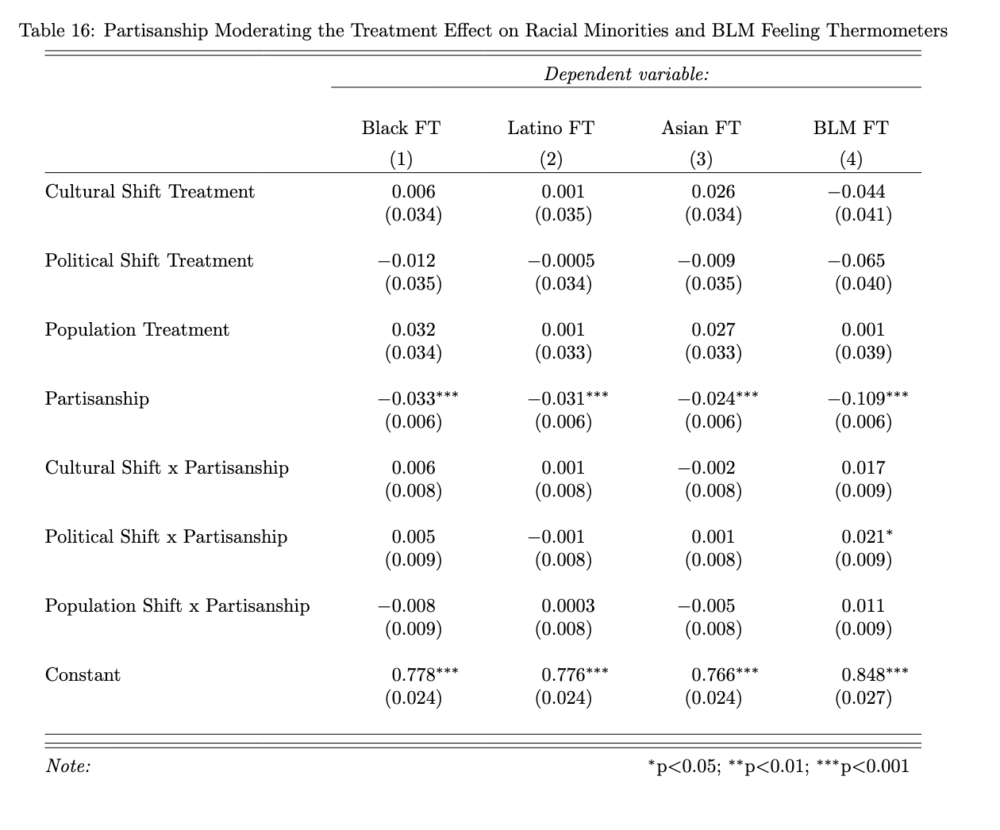 Table 16: Partisanship Moderating the Treatment Effect on Racial Minorities and BLM Feeling Thermometers
Dependent variable:
Black FT Latino FT Asian FT BLM FT
(1) (2) (3) (4)
Cultural Shift Treatment 0.006 0.001 0.026 −0.044
(0.034) (0.035) (0.034) (0.041)
Political Shift Treatment −0.012 −0.0005 −0.009 −0.065
(0.035) (0.034) (0.035) (0.040)
Population Treatment 0.032 0.001 0.027 0.001
(0.034) (0.033) (0.033) (0.039)
Partisanship −0.033*** −0.031*** −0.024*** −0.109***
(0.006) (0.006) (0.006) (0.006)
Cultural Shift x Partisanship 0.006 0.001 −0.002 0.017
(0.008) (0.008) (0.008) (0.009)
Political Shift x Partisanship 0.005 −0.001 0.001 0.021*
(0.009) (0.008) (0.008) (0.009)
Population Shift x Partisanship −0.008 0.0003 −0.005 0.011
(0.009) (0.008) (0.008) (0.009)
Constant 0.778*** 0.776*** 0.766*** 0.848***
(0.024) (0.024) (0.024) (0.027)
Note: *p<0.05; **p<0.01; ***p<0.001